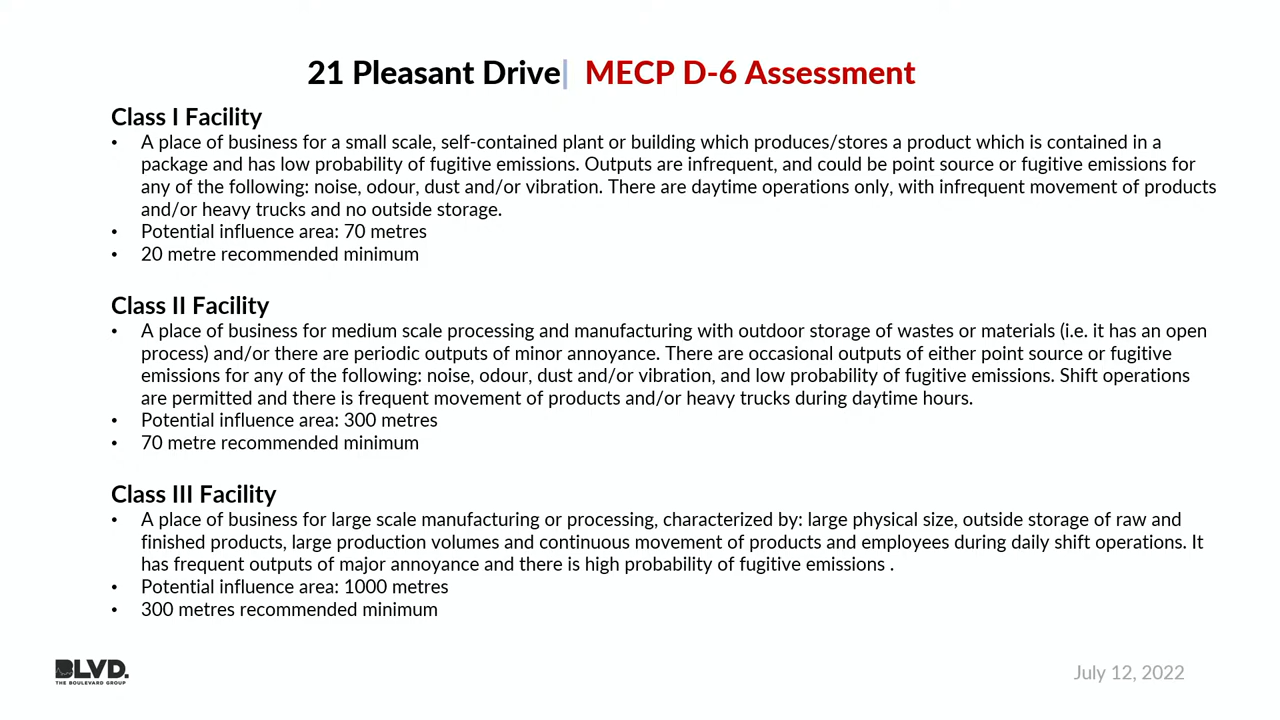 21 Pleasant Drive| MECP D-6 Assessment
Class I Facility
• A place of business for a small scale, self-contained plant or building which produces/stores a product which is contained in a
package and has low probability of fugitive emissions. Outputs are infrequent, and could be point source or fugitive emissions for
any of the following: noise, odour, dust and/or vibration. There are daytime operations only, with infrequent movement of products
and/or heavy trucks and no outside storage.
• Potential influence area: 70 metres
• 20 metre recommended minimum
Class II Facility
• A place of business for medium scale processing and manufacturing with outdoor storage of wastes or materials (i.e. it has an open
process) and/or there are periodic outputs of minor annoyance. There are occasional outputs of either point source or fugitive
emissions for any of the following: noise, odour, dust and/or vibration, and low probability of fugitive emissions. Shift operations
are permitted and there is frequent movement of products and/or heavy trucks during daytime hours.
• Potential influence area: 300 metres
• 70 metre recommended minimum
Class III Facility
• A place of business for large scale manufacturing or processing, characterized by: large physical size, outside storage of raw and
finished products, large production volumes and continuous movement of products and employees during daily shift operations. It
has frequent outputs of major annoyance and there is high probability of fugitive emissions .
• Potential influence area: 1000 metres
• 300 metres recommended minimum
BLVD.
THE BOULEVARD GROUP
July 12, 2022